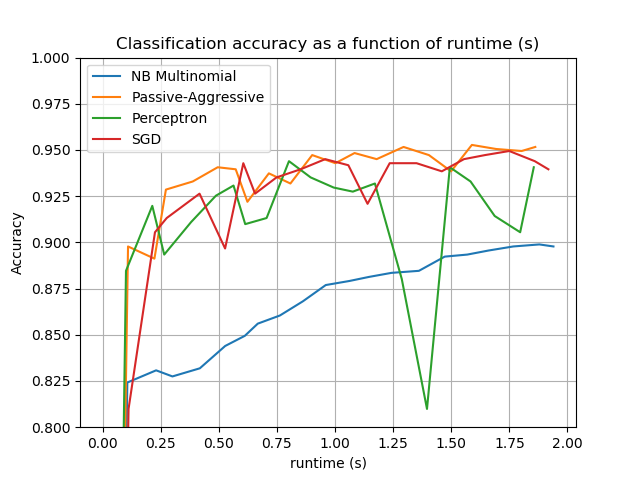 Classification accuracy as a function of runtime (s)
NB Multinomial
Passive-Aggressive
Perceptron
SGD
Accuracy
1.000
0.975
0.950
0.925
0.900
0.875
0.850
0.825
0.800
0.00 0.25 0.50 0.75 1.00 1.25 1.50 1.75 2.00
runtime (s)